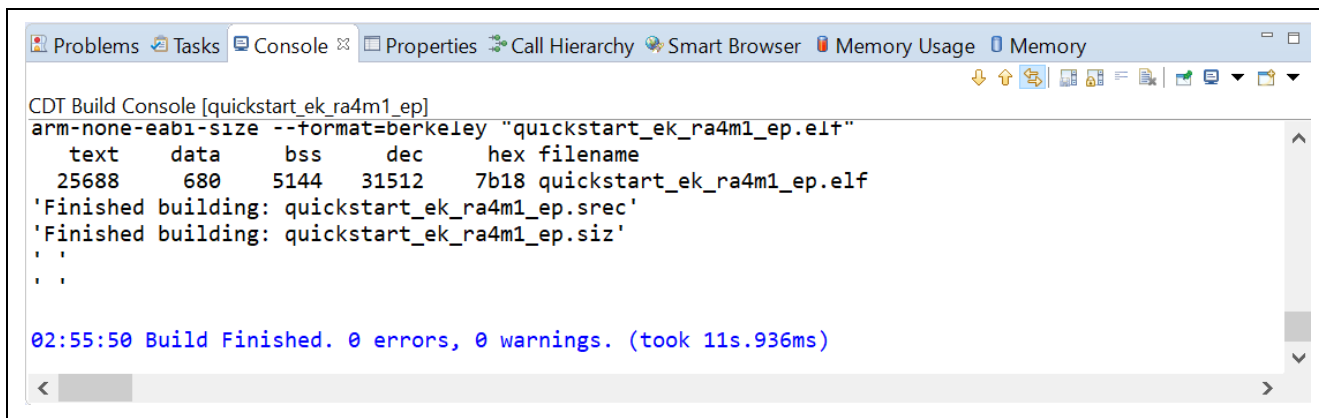 Problems Tasks Console Properties Call Hierarchy Smart Browser Memory Usage Memory
CDT Build Console [quickstart_ek_ra4m1_ep]
arm-none-eabi-size --format=berkeley "quickstart_ek_ra4m1_ep.elf"
text data bss dec hex filename
25688 680 5144 31512 7b18 quickstart_ek_ra4m1_ep.elf
'Finished building: quickstart_ek_ra4m1_ep.srec'
'Finished building: quickstart_ek_ra4m1_ep.siz'
' '
' '
02:55:50 Build Finished. 0 errors, 0 warnings. (took 11s.936ms)